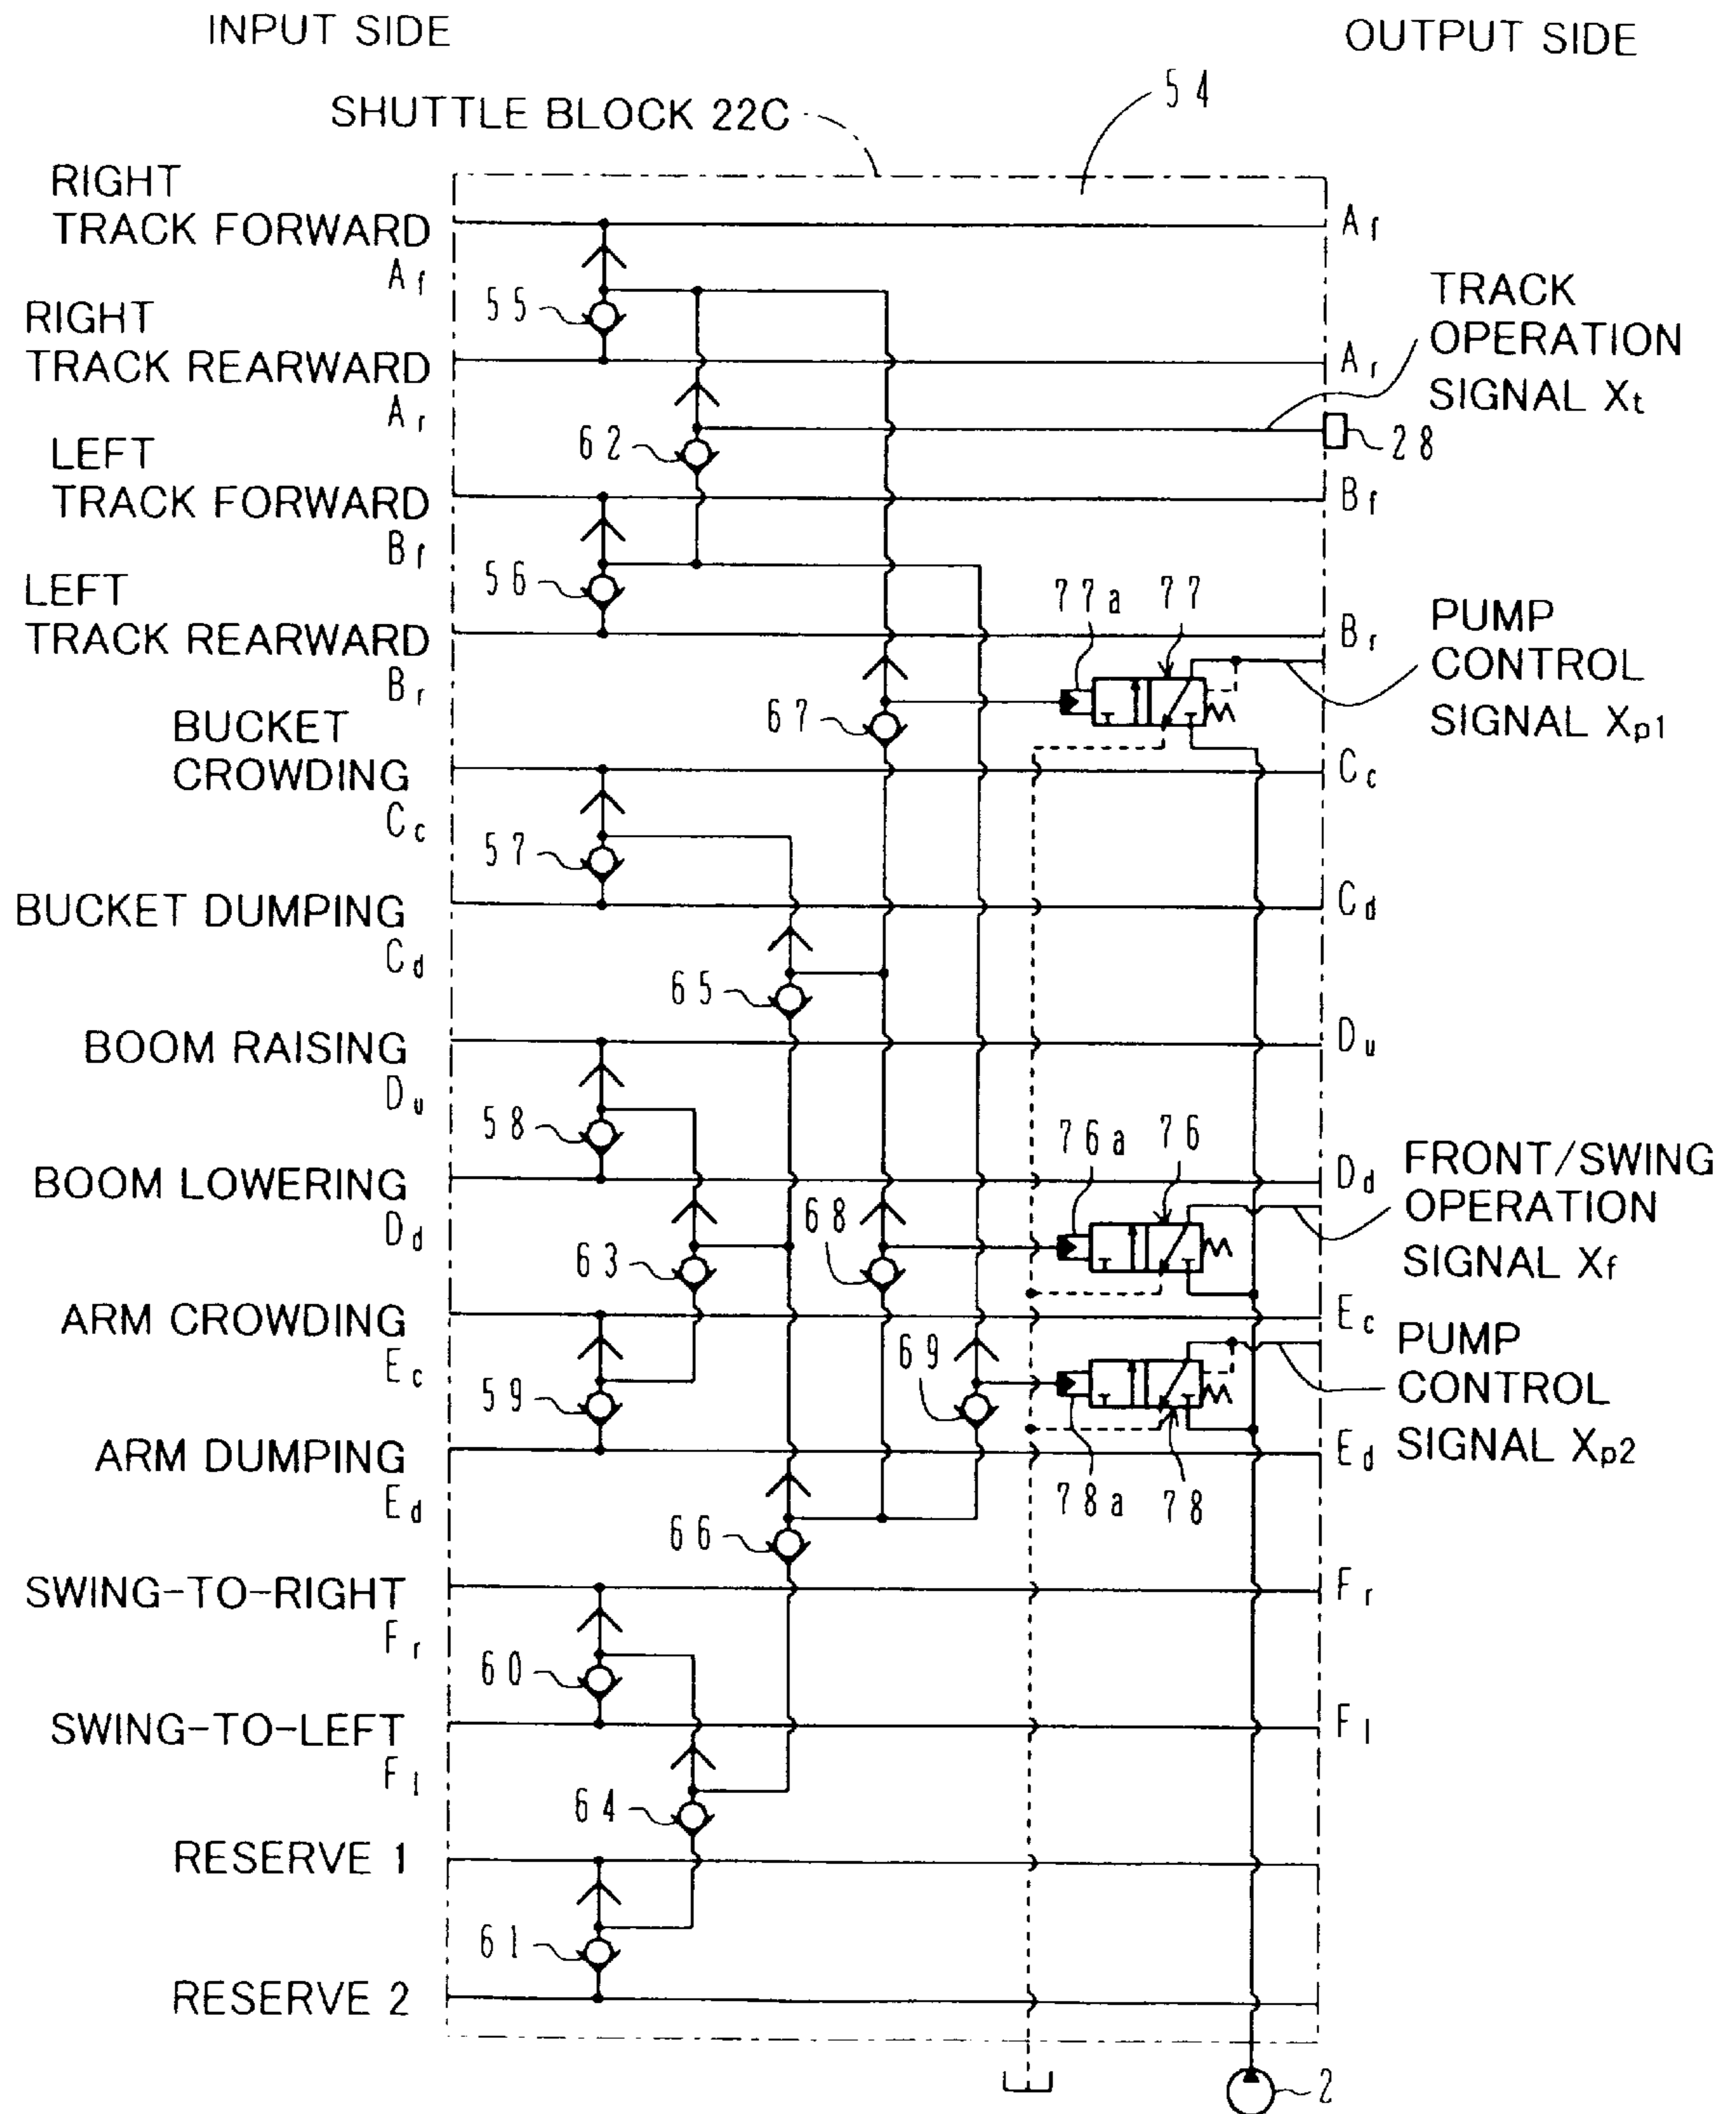 INPUT SIDE
OUTPUT SIDE
SHUTTLE BLOCK 22C
54
RIGHT
TRACK FORWARD
Af
Af
RIGHT
TRACK REARWARD
Ar
55
Ar
TRACK
OPERATION
SIGNAL Xt
28
62
LEFT
TRACK FORWARD
Bf
Bf
LEFT
TRACK REARWARD
Br
56
Br
77a
77
PUMP
CONTROL
SIGNAL Xp1
67
BUCKET
CROWDING
Cc
Cc
57
BUCKET DUMPING
Cd
Cd
65
BOOM RAISING
Du
Du
58
BOOM LOWERING
Dd
Dd
76a
76
FRONT/SWING
OPERATION
SIGNAL Xf
63
68
ARM CROWDING
Ec
Ec
PUMP
CONTROL
SIGNAL Xp2
59
69
ARM DUMPING
Ed
Ed
78a
78
66
SWING-TO-RIGHT
Fr
Fr
60
SWING-TO-LEFT
Fl
Fl
64
RESERVE 1
61
RESERVE 2
2